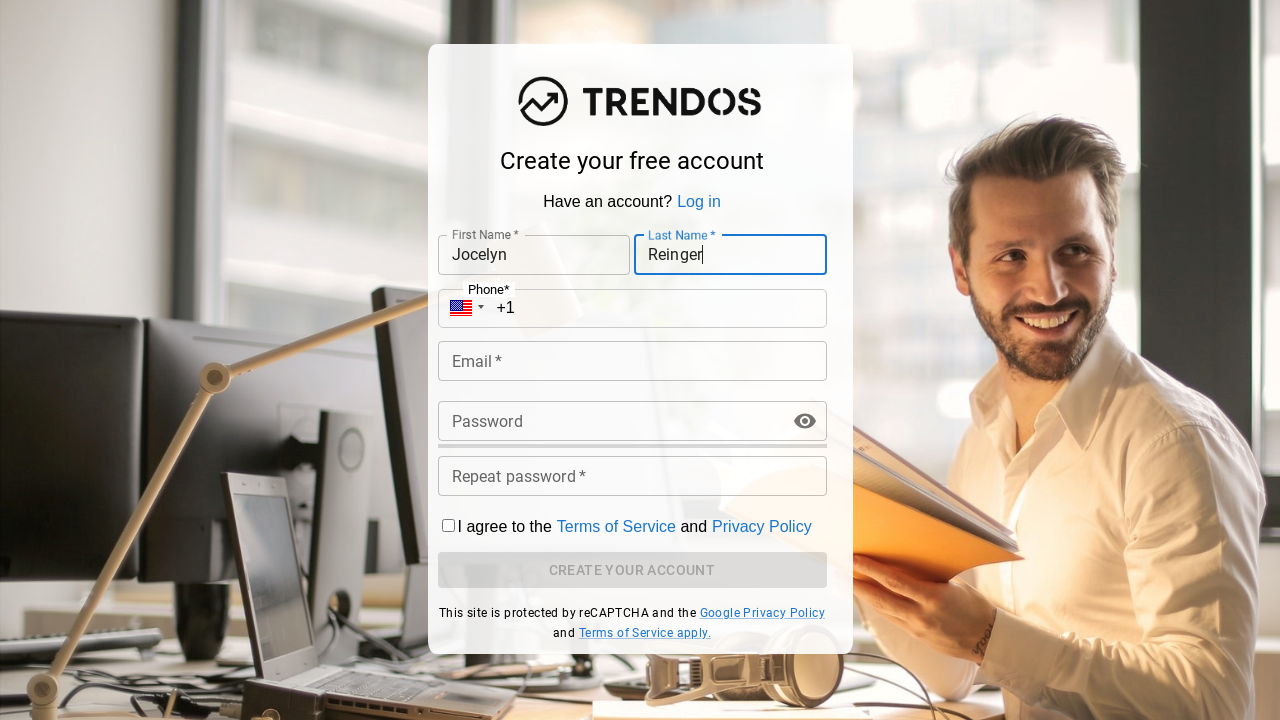 TRENDOS
Create your free account
Have an account? Log in
First Name *
Last Name *
Jocelyn
Reinger
Phone*
+1
Email *
Password
Repeat password *
I agree to the Terms of Service and Privacy Policy
CREATE YOUR ACCOUNT
This site is protected by reCAPTCHA and the Google Privacy Policy
and Terms of Service apply.